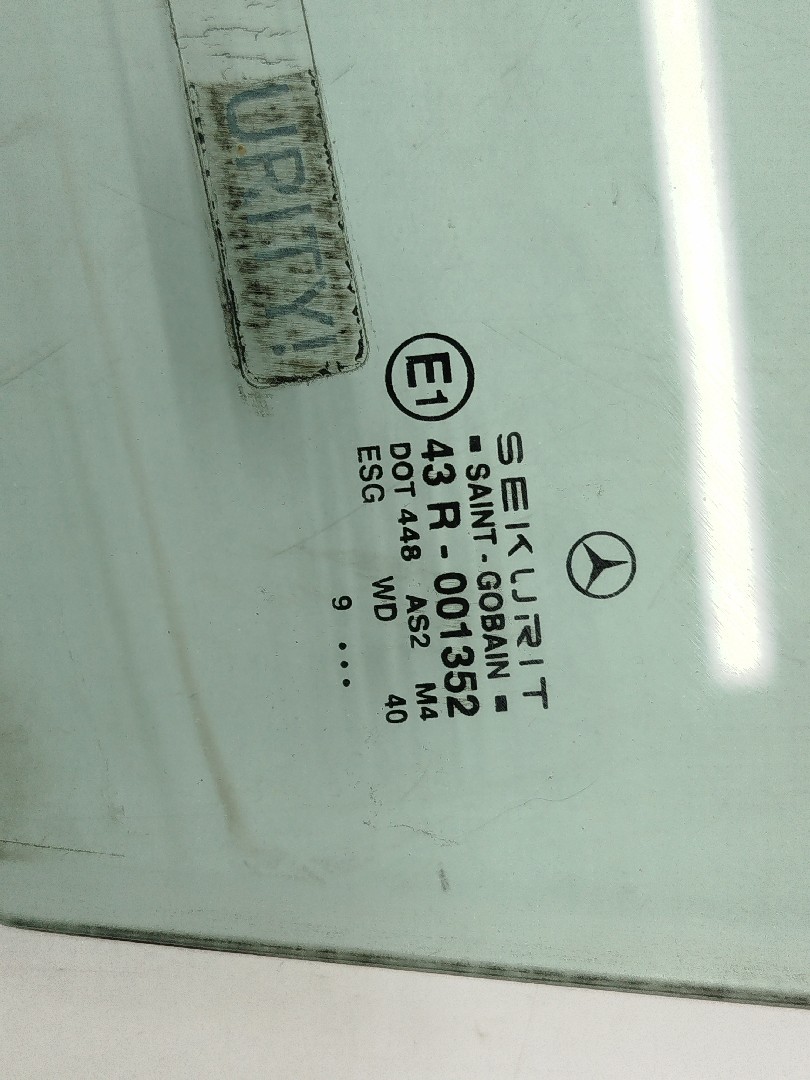 URITY!
SEKURIT
▪ SAINT - GOBAIN ▪
E1 43 R - 001352
DOT 448 AS2 M4
ESG WD 40
9 ...